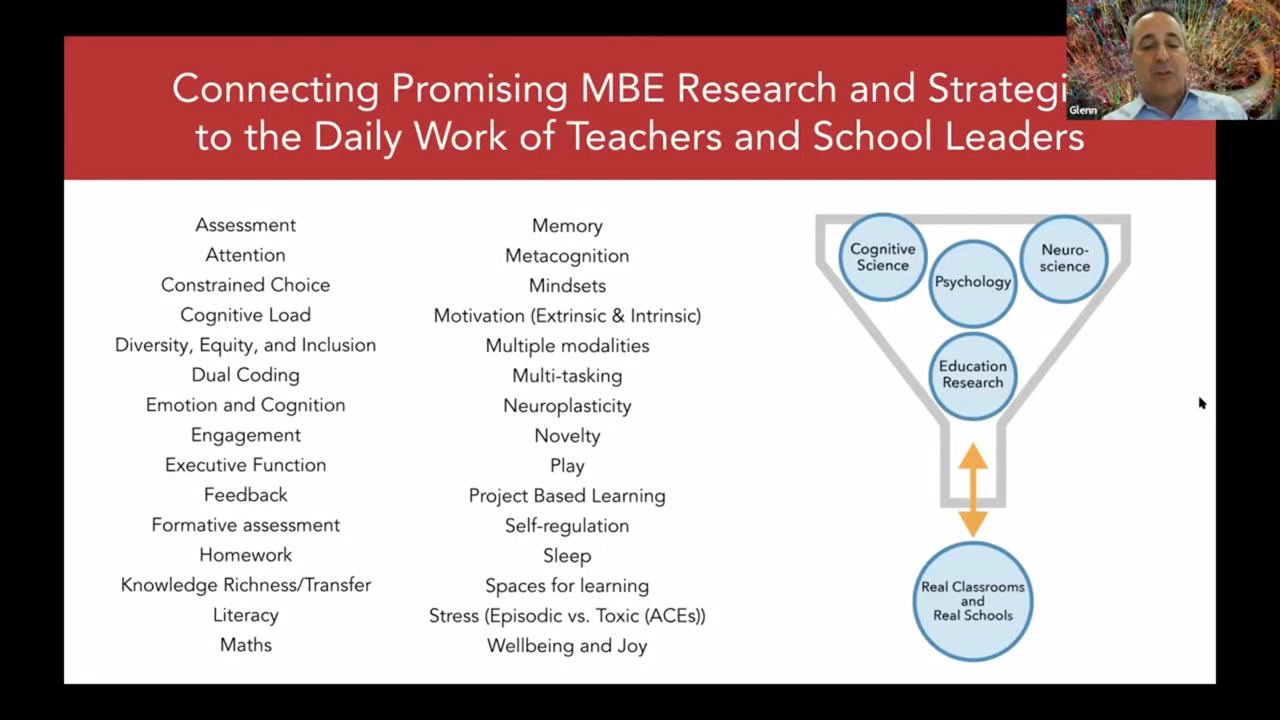 Connecting Promising MBE Research and Strategi
to the Daily Work of Teachers and School Leaders
Glenn
Assessment
Attention
Constrained Choice
Cognitive Load
Diversity, Equity, and Inclusion
Dual Coding
Emotion and Cognition
Engagement
Executive Function
Feedback
Formative assessment
Homework
Knowledge Richness/Transfer
Literacy
Maths
Memory
Metacognition
Mindsets
Motivation (Extrinsic & Intrinsic)
Multiple modalities
Multi-tasking
Neuroplasticity
Novelty
Play
Project Based Learning
Self-regulation
Sleep
Spaces for learning
Stress (Episodic vs. Toxic (ACEs))
Wellbeing and Joy
Cognitive
Science
Psychology
Neuro-
science
Education
Research
Real Classrooms
and
Real Schools